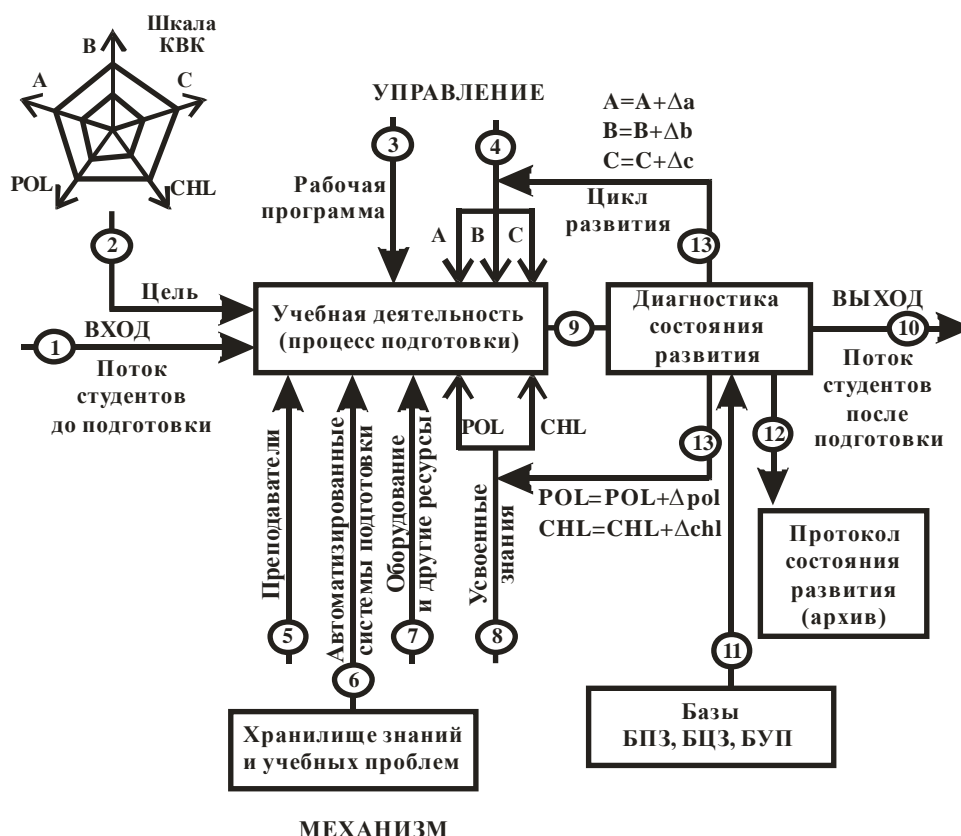 Шкала
КВК
B
A
C
POL
CHL
2
Цель
ВХОД
1
Поток
студентов
до подготовки
УПРАВЛЕНИЕ
3
4
Рабочая
программа
A=A+Δa
B=B+Δb
C=C+Δc
Цикл
развития
13
A
B
C
Учебная деятельность
(процесс подготовки)
9
Диагностика
состояния
развития
ВЫХОД
10
Поток
студентов
после
подготовки
POL
CHL
13
12
POL=POL+Δpol
CHL=CHL+Δchl
Преподаватели
Автоматизированные
системы подготовки
Оборудование
и другие ресурсы
Усвоенные
знания
5
6
7
8
11
Протокол
состояния
развития
(архив)
Хранилище знаний
и учебных проблем
Базы
БПЗ, БЦЗ, БУП
МЕХАНИЗМ